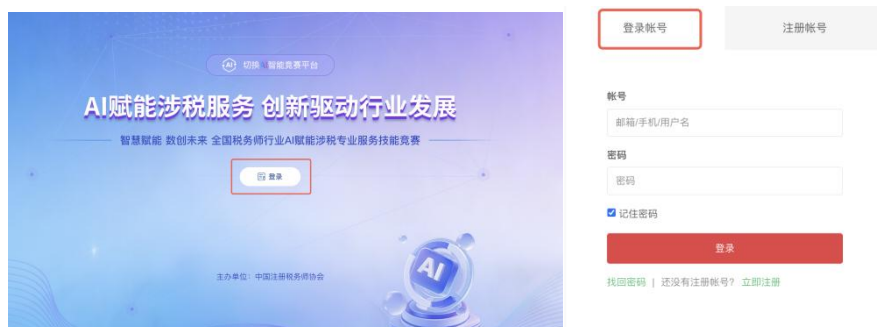 AI 切换AI智能竞赛平台
AI赋能涉税服务 创新驱动行业发展
智慧赋能 数创未来 全国税务师行业AI赋能涉税专业服务技能竞赛
登录
主办单位：中国注册税务师协会
AI
登录帐号
注册帐号
帐号
邮箱/手机/用户名
密码
密码
记住密码
登录
找回密码 | 还没有注册帐号？ 立即注册